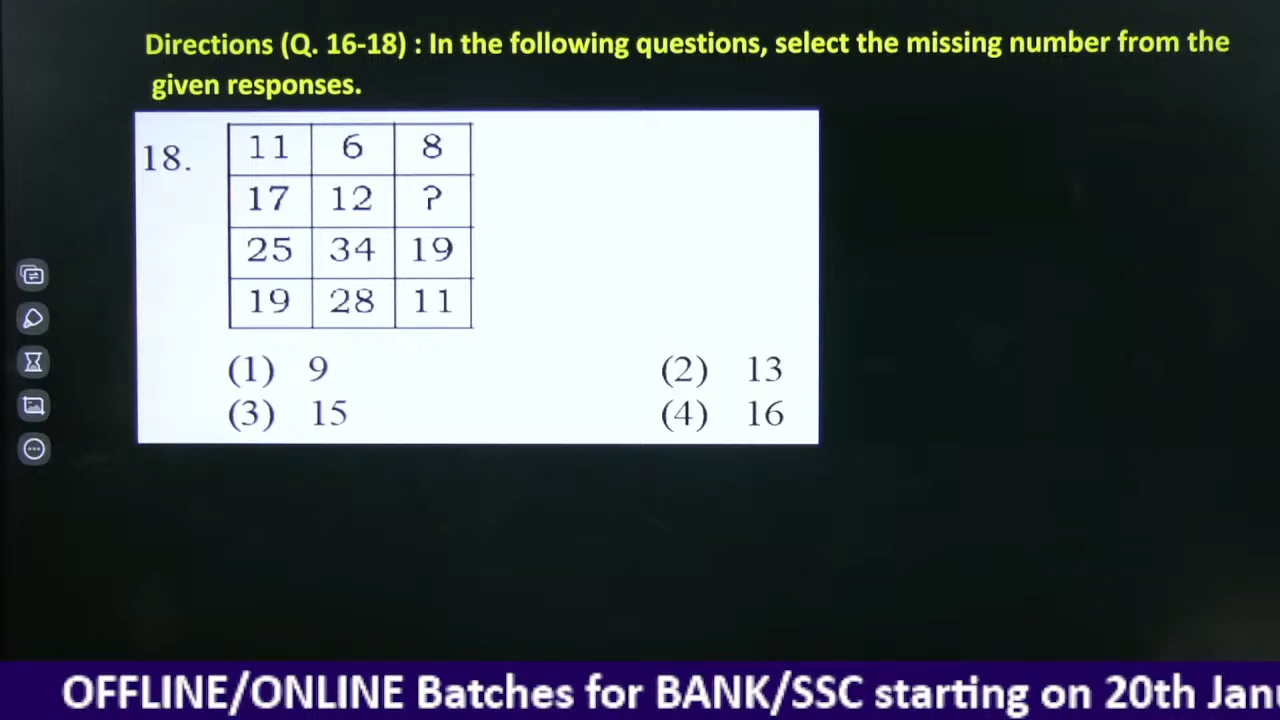 Directions (Q. 16-18) : In the following questions, select the missing number from the
given responses.
18.
11 6 8
17 12 ?
25 34 19
19 28 11
(1) 9 (2) 13
(3) 15 (4) 16
OFFLINE/ONLINE Batches for BANK/SSC starting on 20th